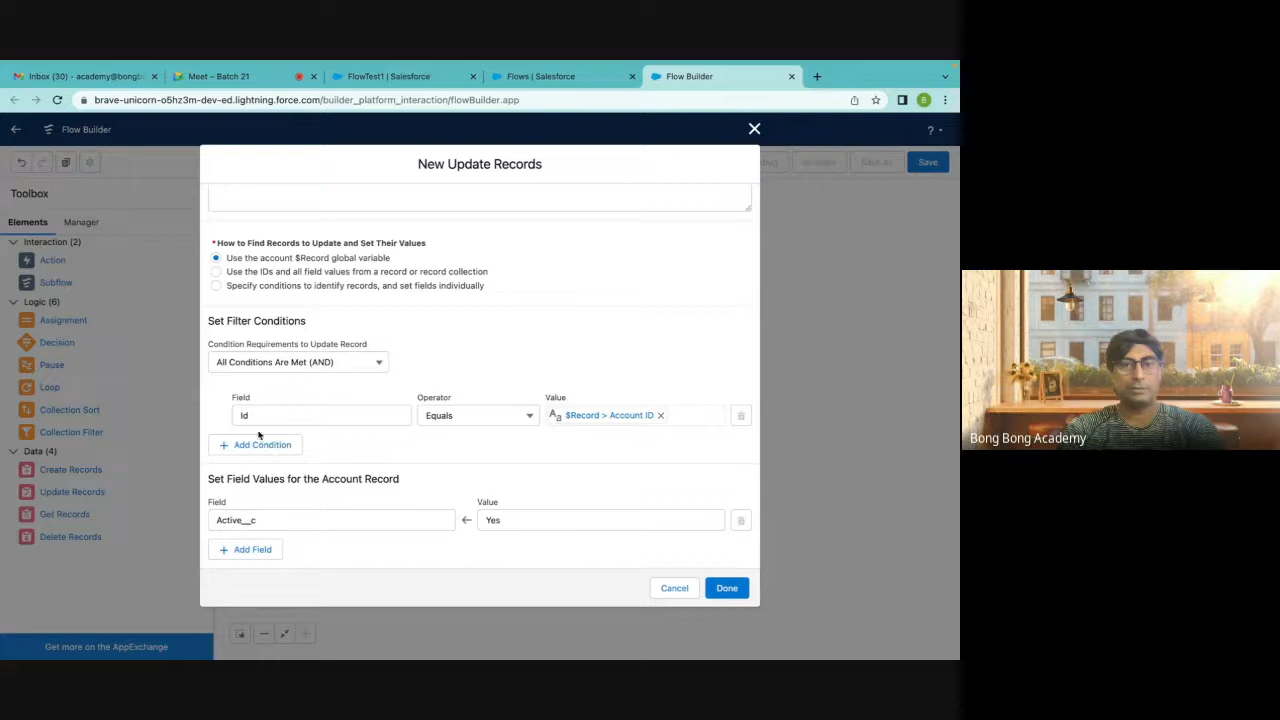 Inbox (30) - academy@bongb
Meet – Batch 21
FlowTest1 | Salesforce
Flows | Salesforce
Flow Builder
brave-unicorn-o5hz3m-dev-ed.lightning.force.com/builder_platform_interaction/flowBuilder.app
B
Flow Builder
?
Save As
Save
Toolbox
Elements
Manager
Interaction (2)
Action
Subflow
Logic (6)
Assignment
Decision
Pause
Loop
Collection Sort
Collection Filter
Data (4)
Create Records
Update Records
Get Records
Delete Records
Get more on the AppExchange
New Update Records
*How to Find Records to Update and Set Their Values
Use the account $Record global variable
Use the IDs and all field values from a record or record collection
Specify conditions to identify records, and set fields individually
Set Filter Conditions
Condition Requirements to Update Record
All Conditions Are Met (AND)
Field Operator Value
Id Equals Aa $Record > Account ID
+ Add Condition
Set Field Values for the Account Record
Field Value
Active__c Yes
+ Add Field
Cancel Done
Bong Bong Academy